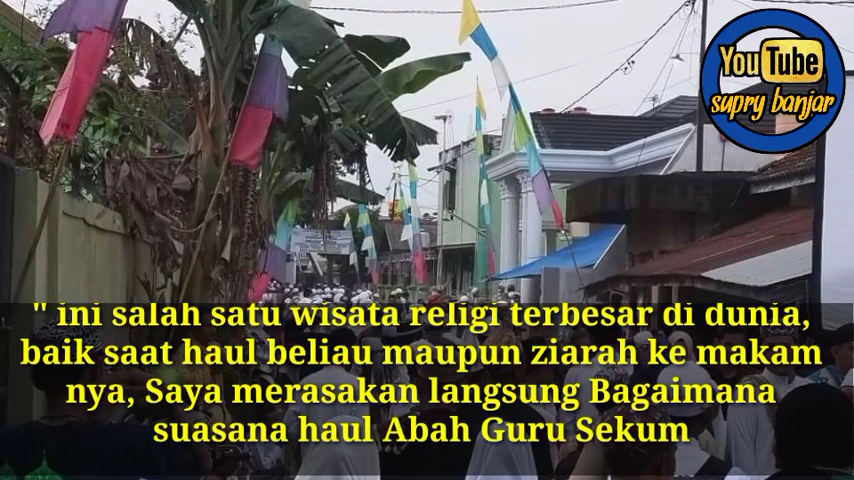 YouTube
supry banjar
" ini salah satu wisata religi terbesar di dunia,
baik saat haul beliau maupun ziarah ke makam
nya, Saya merasakan langsung Bagaimana
suasana haul Abah Guru Sekum